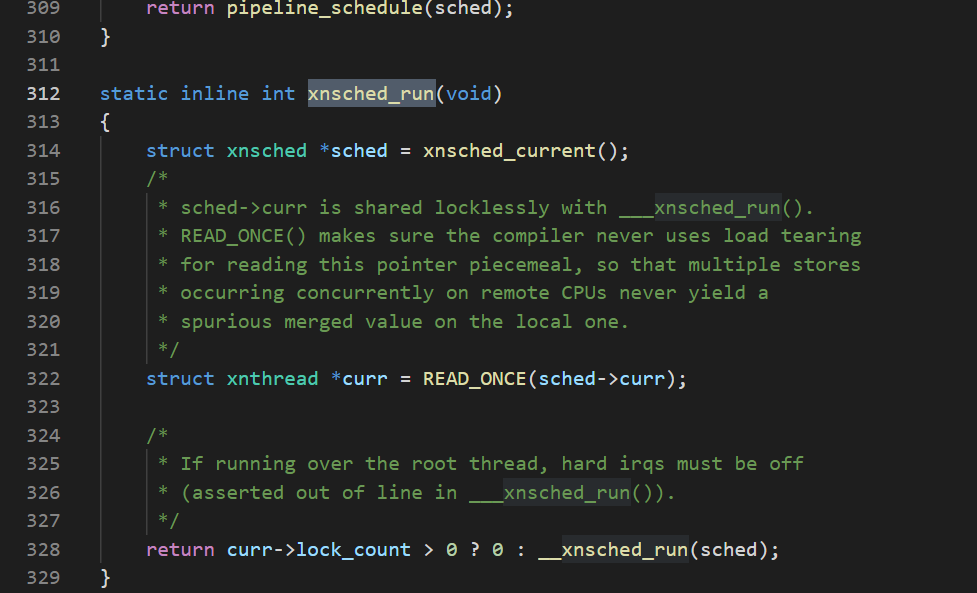 309 return pipeline_schedule(sched);
310 }
311
312 static inline int xnsched_run(void)
313 {
314 struct xnsched *sched = xnsched_current();
315 /*
316 * sched->curr is shared locklessly with ___xnsched_run().
317 * READ_ONCE() makes sure the compiler never uses load tearing
318 * for reading this pointer piecemeal, so that multiple stores
319 * occurring concurrently on remote CPUs never yield a
320 * spurious merged value on the local one.
321 */
322 struct xnthread *curr = READ_ONCE(sched->curr);
323
324 /*
325 * If running over the root thread, hard irqs must be off
326 * (asserted out of line in ___xnsched_run()).
327 */
328 return curr->lock_count > 0 ? 0 : __xnsched_run(sched);
329 }